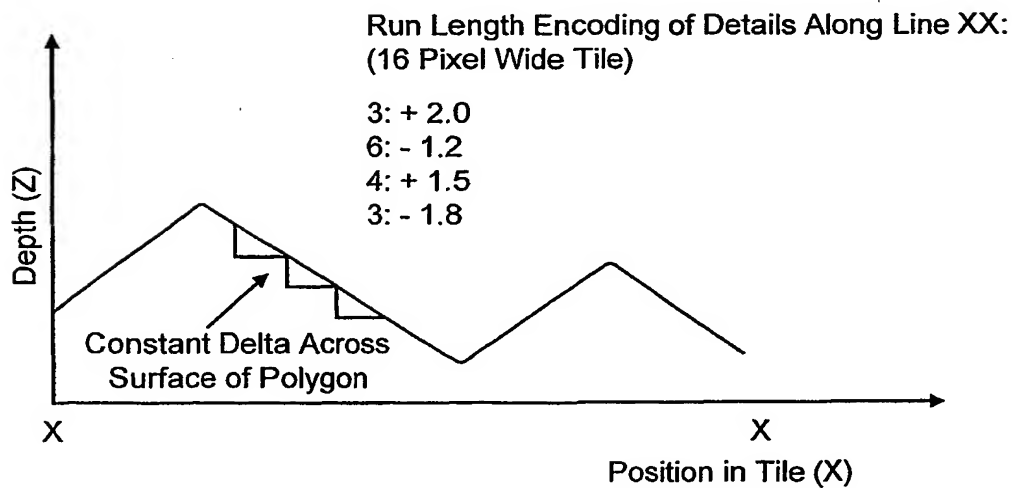 Run Length Encoding of Details Along Line XX:
(16 Pixel Wide Tile)
3: + 2.0
6: - 1.2
4: + 1.5
3: - 1.8
Depth (Z)
Constant Delta Across
Surface of Polygon
X
X
Position in Tile (X)